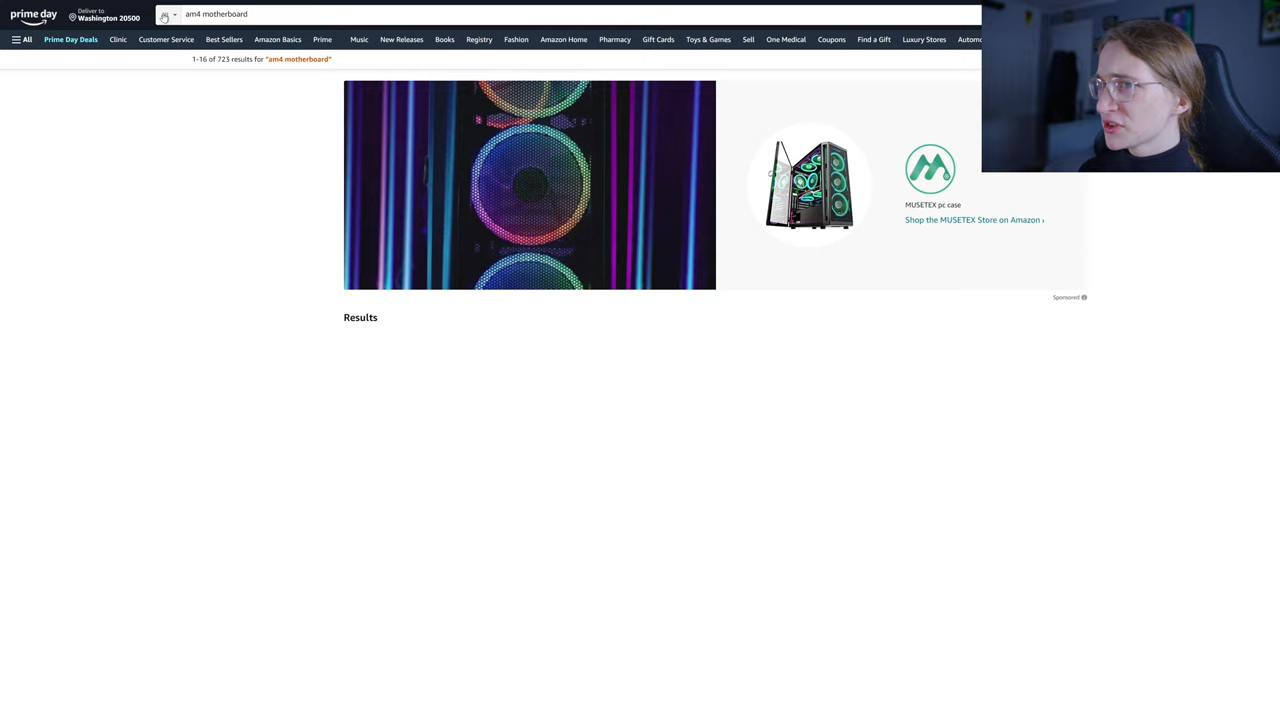 prime day
Deliver to
Washington 20500
am4 motherboard
All
Prime Day Deals
Clinic
Customer Service
Best Sellers
Amazon Basics
Prime
Music
New Releases
Books
Registry
Fashion
Amazon Home
Pharmacy
Gift Cards
Toys & Games
Sell
One Medical
Coupons
Find a Gift
Luxury Stores
Automo
1-16 of 723 results for "am4 motherboard"
MUSETEX pc case
Shop the MUSETEX Store on Amazon ›
Sponsored
Results